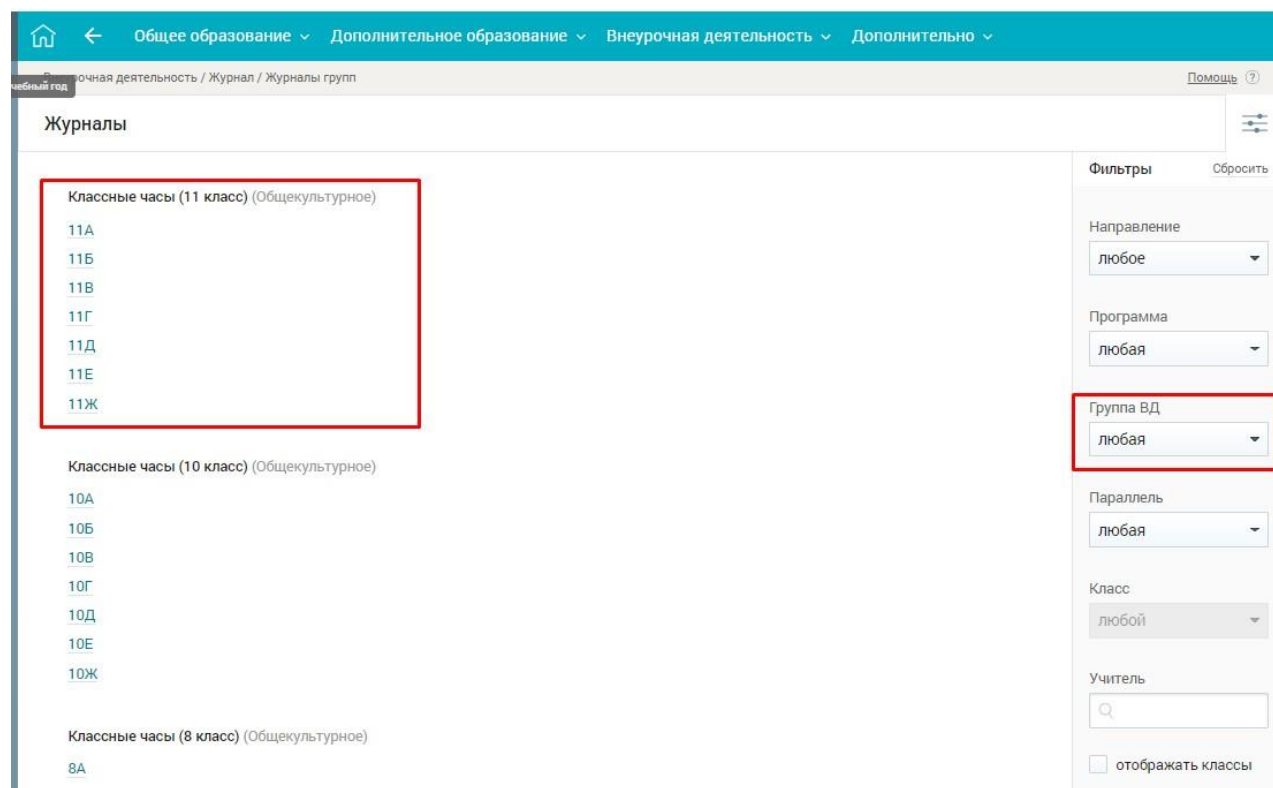 Общее образование Дополнительное образование Внеурочная деятельность Дополнительно
очная деятельность / Журнал / Журналы групп Помощь ?
чебный год
Журналы
Фильтры Сбросить
Классные часы (11 класс) (Общекультурное)
11А
11Б
11В
11Г
11Д
11Е
11Ж
Классные часы (10 класс) (Общекультурное)
10А
10Б
10В
10Г
10Д
10Е
10Ж
Классные часы (8 класс) (Общекультурное)
8А
Направление
любое
Программа
любая
Группа ВД
любая
Параллель
любая
Класс
любой
Учитель
отображать классы